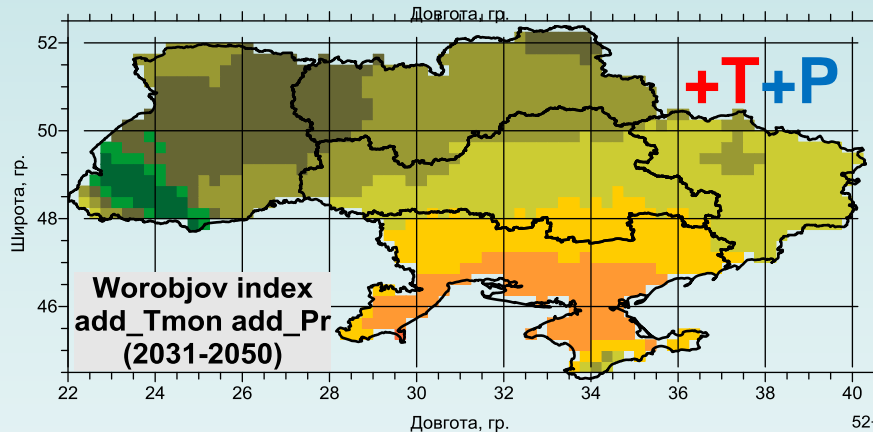 Довгота, гр.
52
50
48
46
Широта, гр.
+T+P
Worobjov index
add_Tmon add_Pr
(2031-2050)
22 24 26 28 30 32 34 36 38 40
Довгота, гр.
52